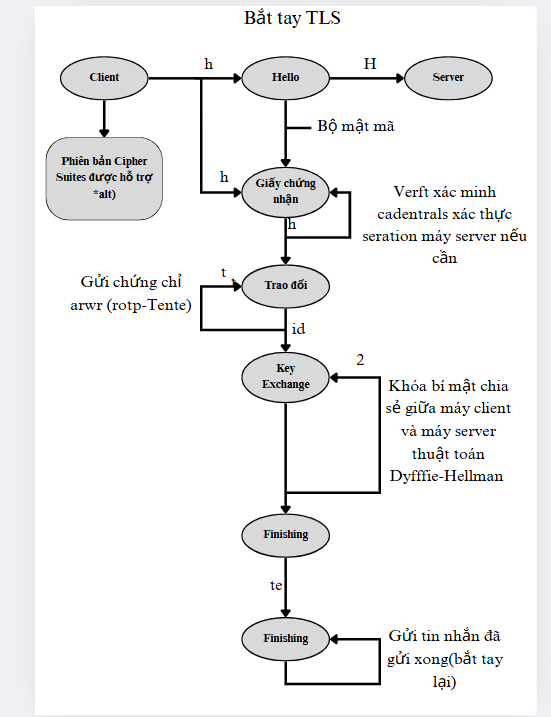 Bắt tay TLS
Client
h
Hello
H
Server
Bộ mật mã
Phiên bản Cipher
Suites được hỗ trợ
*alt)
h
Giấy chứng
nhận
h
Verft xác minh
cadentrals xác thực
seration máy server nếu
cần
Gửi chứng chỉ
arwr (rotp-Tente)
t
Trao đổi
id
Key
Exchange
2
Khóa bí mật chia
sẻ giữa máy client
và máy server
thuật toán
Dyfffie-Hellman
Finishing
te
Finishing
Gửi tin nhắn đã
gửi xong(bắt tay
lại)